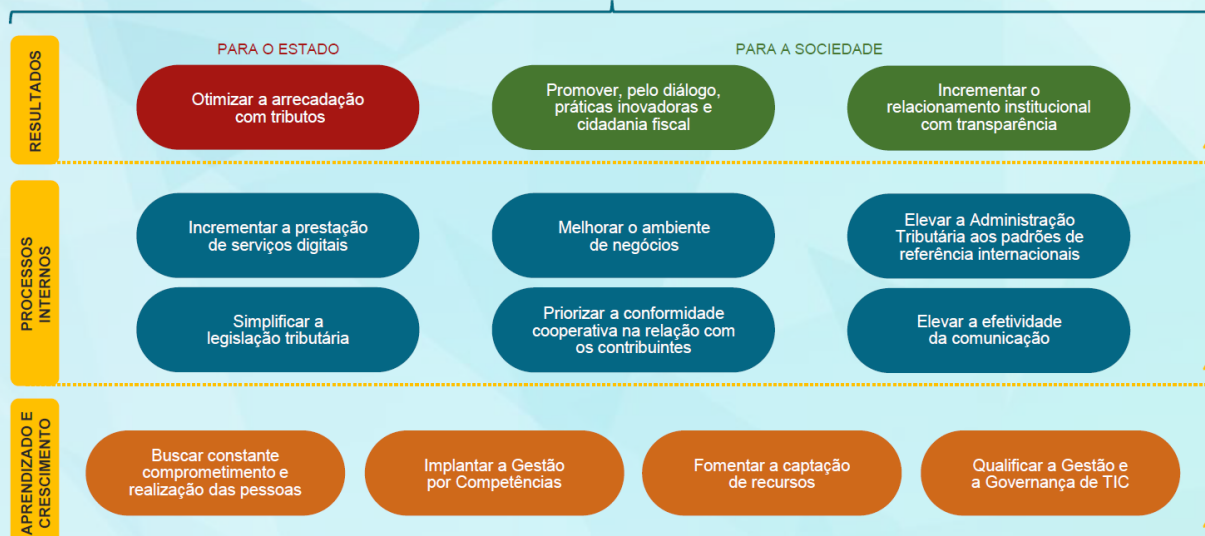 RESULTADOS
PARA O ESTADO
PARA A SOCIEDADE
Otimizar a arrecadação
com tributos
Promover, pelo diálogo,
práticas inovadoras e
cidadania fiscal
Incrementar o
relacionamento institucional
com transparência
PROCESSOS
INTERNOS
Incrementar a prestação
de serviços digitais
Melhorar o ambiente
de negócios
Elevar a Administração
Tributária aos padrões de
referência internacionais
Simplificar a
legislação tributária
Priorizar a conformidade
cooperativa na relação com
os contribuintes
Elevar a efetividade
da comunicação
APRENDIZADO E
CRESCIMENTO
Buscar constante
comprometimento e
realização das pessoas
Implantar a Gestão
por Competências
Fomentar a captação
de recursos
Qualificar a Gestão e
a Governança de TIC